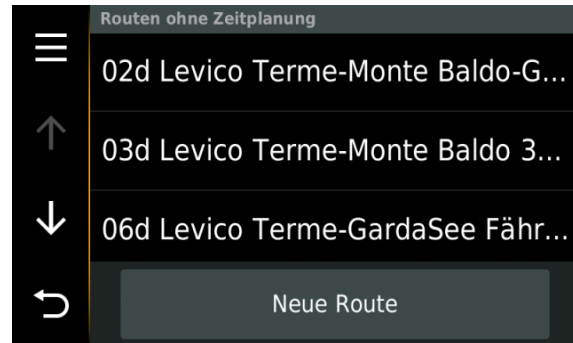 Routen ohne Zeitplanung
02d Levico Terme-Monte Baldo-G...
03d Levico Terme-Monte Baldo 3...
06d Levico Terme-GardaSee Fähr...
Neue Route